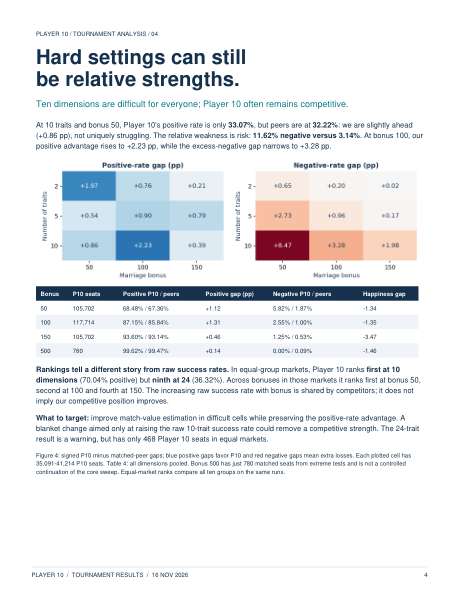 PLAYER 10 / TOURNAMENT ANALYSIS / 04
Hard settings can still
be relative strengths.
Ten dimensions are difficult for everyone; Player 10 often remains competitive.
At 10 traits and bonus 50, Player 10's positive rate is only 33.07%, but peers are at 32.22%: we are slightly ahead
(+0.86 pp), not uniquely struggling. The relative weakness is risk: 11.62% negative versus 3.14%. At bonus 100, our
positive advantage rises to +2.23 pp, while the excess-negative gap narrows to +3.28 pp.
Positive-rate gap (pp)
Number of traits
2 +1.97 +0.76 +0.21
5 +0.54 +0.90 +0.79
10 +0.86 +2.23 +0.39
50 100 150
Marriage bonus
Negative-rate gap (pp)
Number of traits
2 +0.65 +0.20 +0.02
5 +2.73 +0.96 +0.17
10 +8.47 +3.28 +1.98
50 100 150
Marriage bonus
Bonus P10 seats Positive P10 / peers Positive gap (pp) Negative P10 / peers Happiness gap
50 105,702 68.48% / 67.36% +1.12 5.82% / 1.87% -1.34
100 117,714 87.15% / 85.84% +1.31 2.55% / 1.00% -1.35
150 105,702 93.60% / 93.14% +0.46 1.25% / 0.53% -3.47
500 780 99.62% / 99.47% +0.14 0.00% / 0.09% -1.46
Rankings tell a different story from raw success rates. In equal-group markets, Player 10 ranks first at 10
dimensions (70.04% positive) but ninth at 24 (36.32%). Across bonuses in those markets it ranks first at bonus 50,
second at 100 and fourth at 150. The increasing raw success rate with bonus is shared by competitors; it does not
imply our competitive position improves.
What to target: improve match-value estimation in difficult cells while preserving the positive-rate advantage. A
blanket change aimed only at raising the raw 10-trait success rate could remove a competitive strength. The 24-trait
result is a warning, but has only 468 Player 10 seats in equal markets.
Figure 4: signed P10 minus matched-peer gaps; blue positive gaps favor P10 and red negative gaps mean extra losses. Each plotted cell has
35,091-41,214 P10 seats. Table 4: all dimensions pooled. Bonus 500 has just 780 matched seats from extreme tests and is not a controlled
continuation of the core sweep. Equal-market ranks compare all ten groups on the same runs.
PLAYER 10 / TOURNAMENT RESULTS / 16 NOV 2026
4